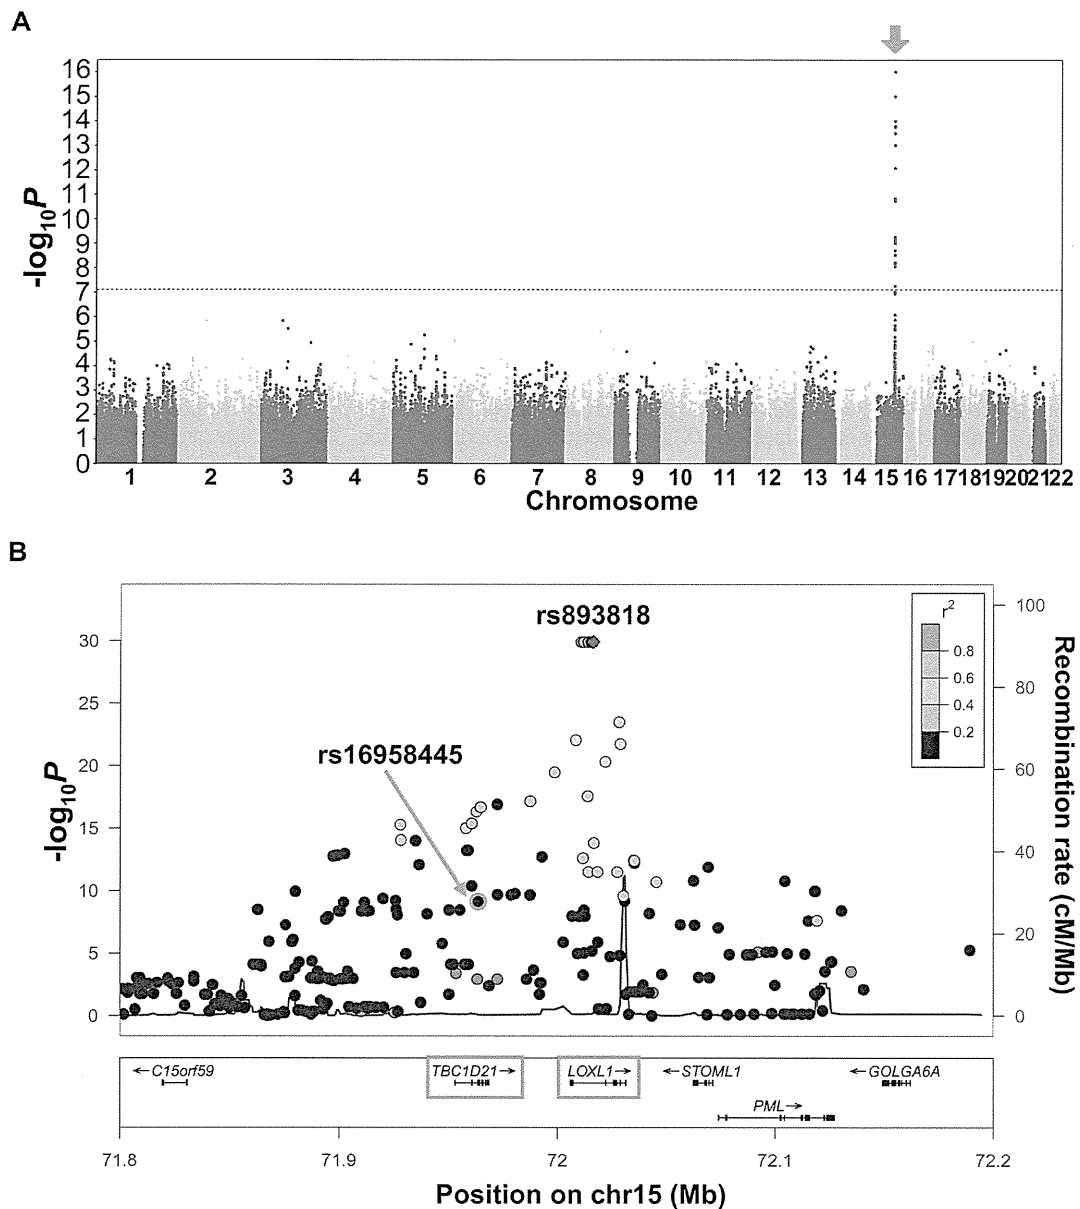 A
16
15
14
13
12
11
10
9
8
7
6
5
4
3
2
1
0
-log10P
1 2 3 4 5 6 7 8 9 10 11 12 13 14 15 16 17 18 19 20 21 22
Chromosome
B
rs893818
rs16958445
r2
0.8
0.6
0.4
0.2
30
25
20
15
10
5
0
-log10P
100
80
60
40
20
0
Recombination rate (cM/Mb)
←C15orf59
TBC1D21→
LOXL1→
←STOML1
←GOLGA6A
PML→
71.8 71.9 72 72.1 72.2
Position on chr15 (Mb)